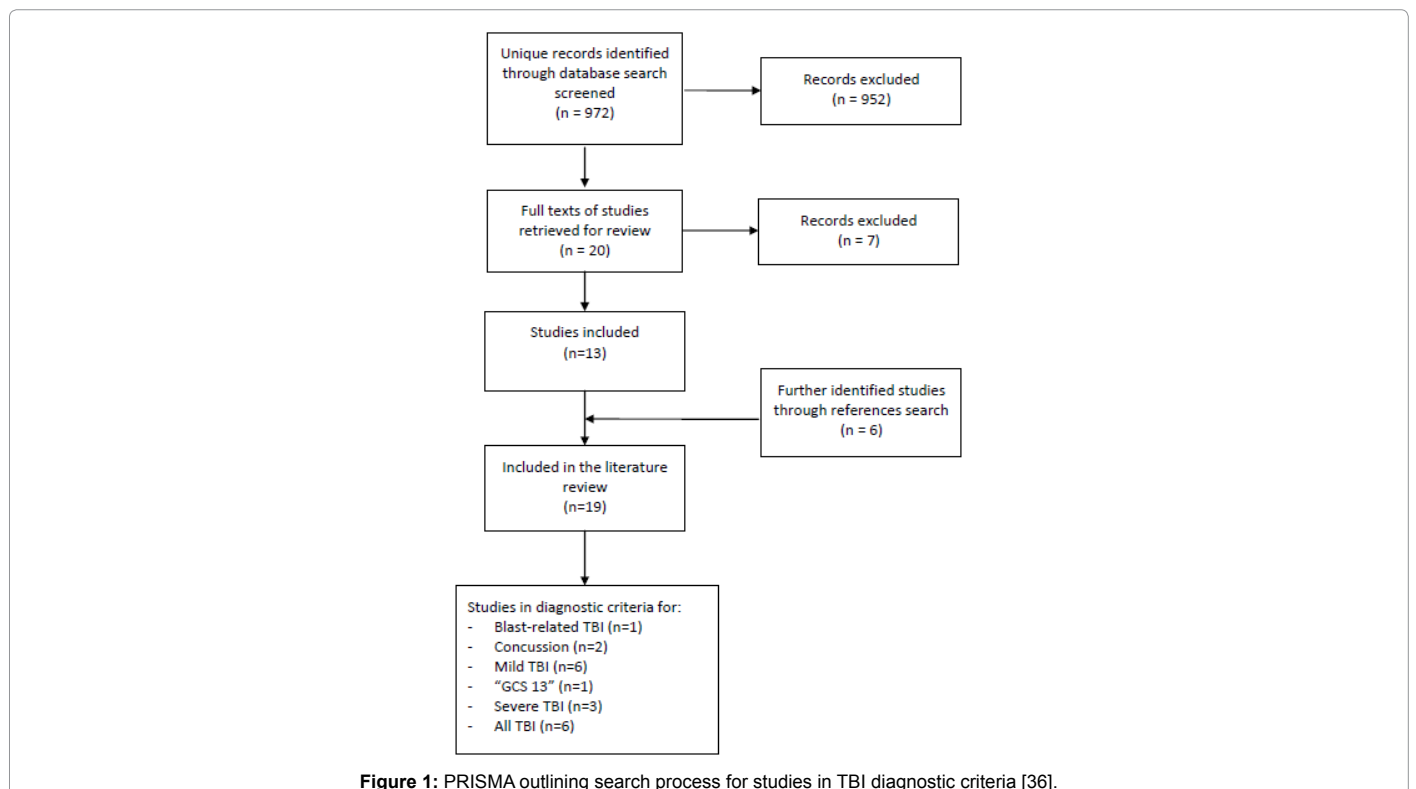 Unique records identified
through database search
screened
(n = 972)
Records excluded
(n = 952)
Full texts of studies
retrieved for review
(n = 20)
Records excluded
(n = 7)
Studies included
(n=13)
Further identified studies
through references search
(n = 6)
Included in the literature
review
(n=19)
Studies in diagnostic criteria for:
- Blast-related TBI (n=1)
- Concussion (n=2)
- Mild TBI (n=6)
- “GCS 13” (n=1)
- Severe TBI (n=3)
- All TBI (n=6)
Figure 1: PRISMA outlining search process for studies in TBI diagnostic criteria [36].